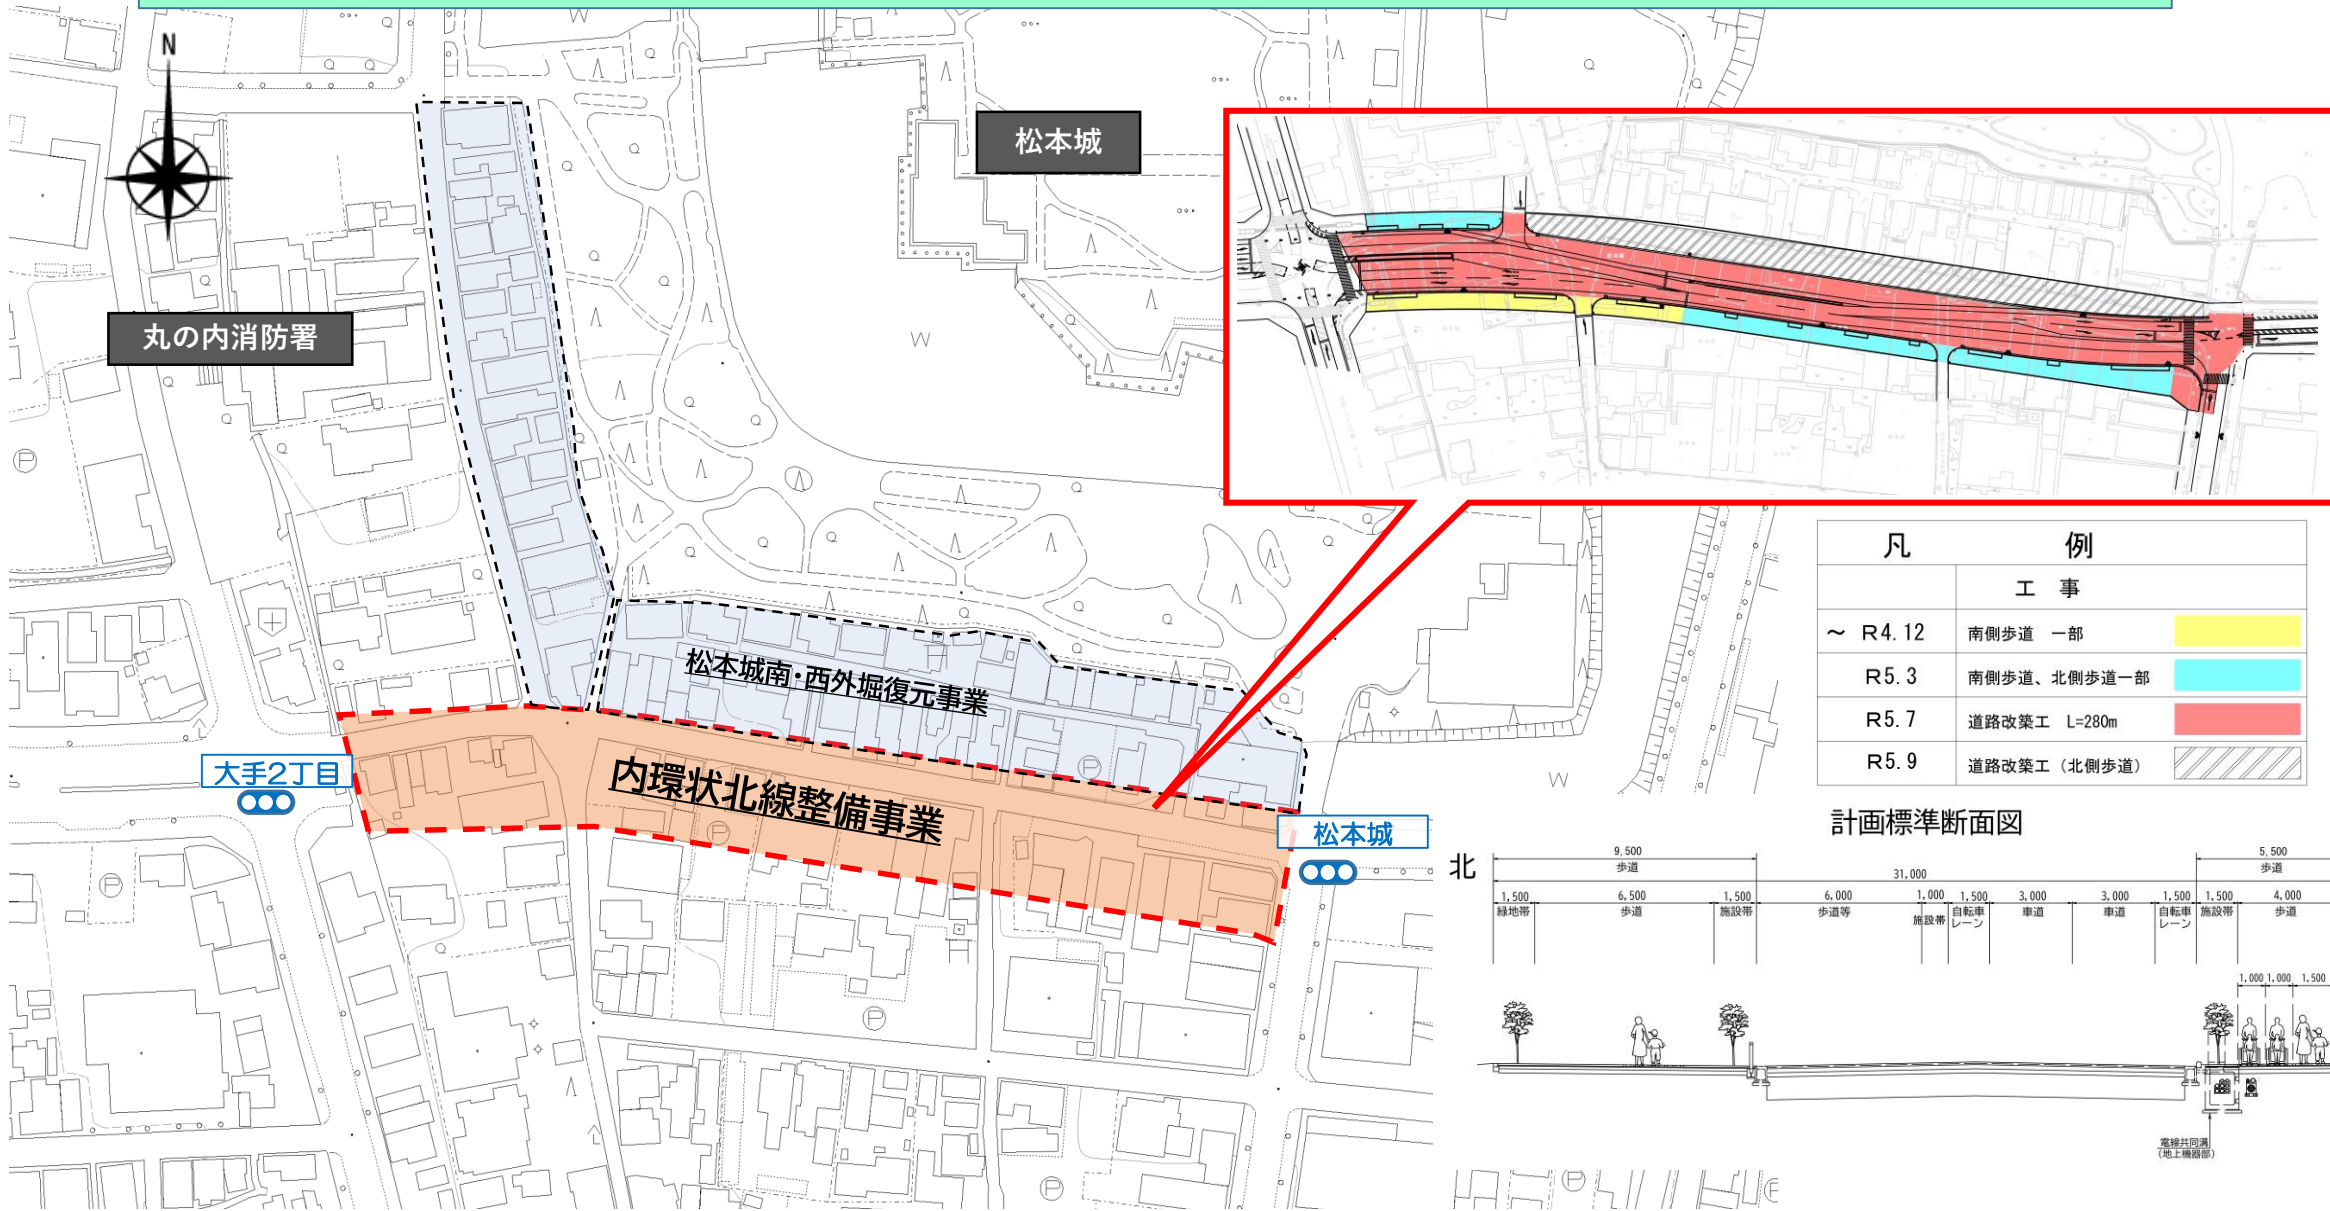 N
松本城
丸の内消防署
松本城南・西外堀復元事業
大手2丁目
内環状北線整備事業
松本城
凡 例
工 事
～ R4.12 南側歩道 一部
R5.3 南側歩道、北側歩道一部
R5.7 道路改築工 L=280m
R5.9 道路改築工（北側歩道）
計画標準断面図
北
9,500 5,500
歩道 歩道
31,000
1,500 6,500 1,500 6,000 1,000 1,500 3,000 3,000 1,500 1,500 4,000
緑地帯 歩道 施設帯 歩道等 施設帯 自転車レーン 車道 車道 自転車レーン 施設帯 歩道
1,000 1,000 1,500
電線共同溝
（地上機器部）